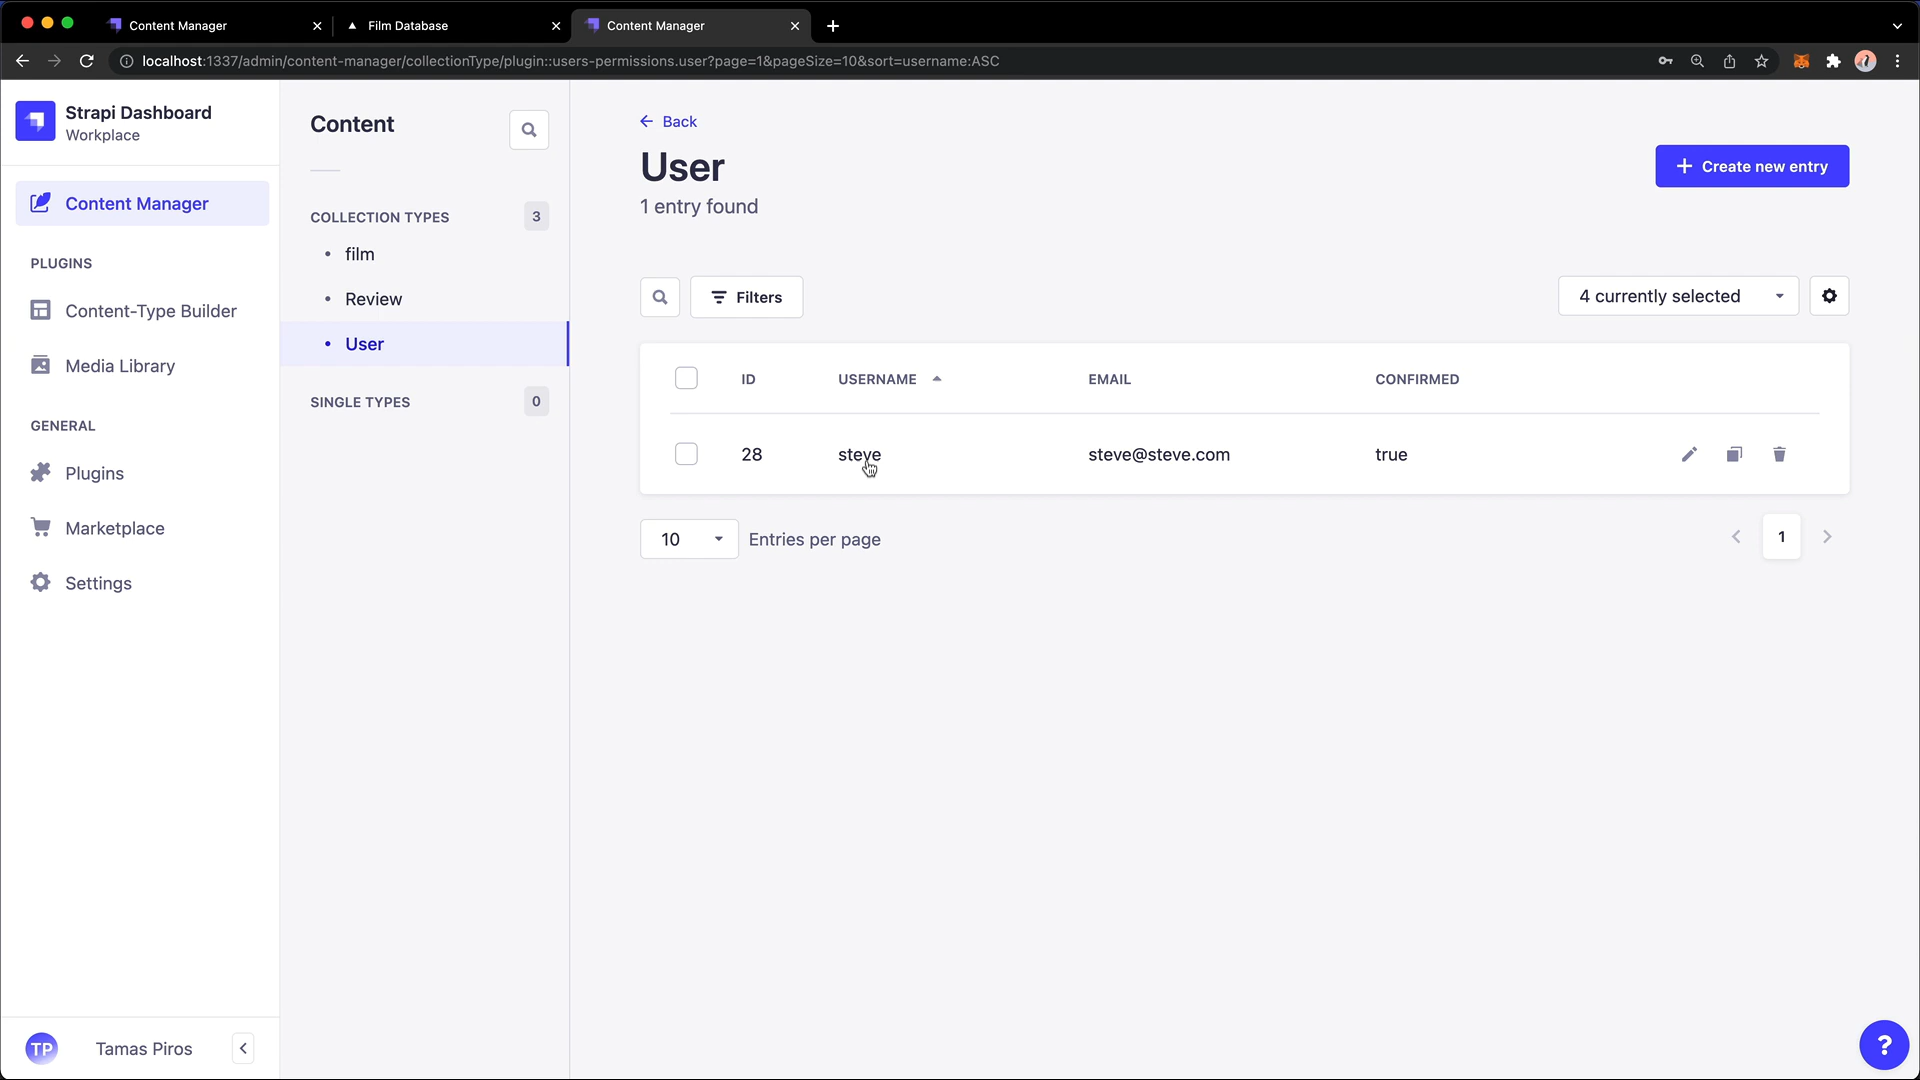 Content Manager
Film Database
Content Manager
localhost:1337/admin/content-manager/collectionType/plugin::users-permissions.user?page=1&pageSize=10&sort=username:ASC
Strapi Dashboard
Workplace
Content Manager
PLUGINS
Content-Type Builder
Media Library
GENERAL
Plugins
Marketplace
Settings
TP
Tamas Piros
Content
COLLECTION TYPES
3
film
Review
User
SINGLE TYPES
0
Back
User
1 entry found
Create new entry
Filters
4 currently selected
ID USERNAME EMAIL CONFIRMED
28 steve steve@steve.com true
10
Entries per page
1
?